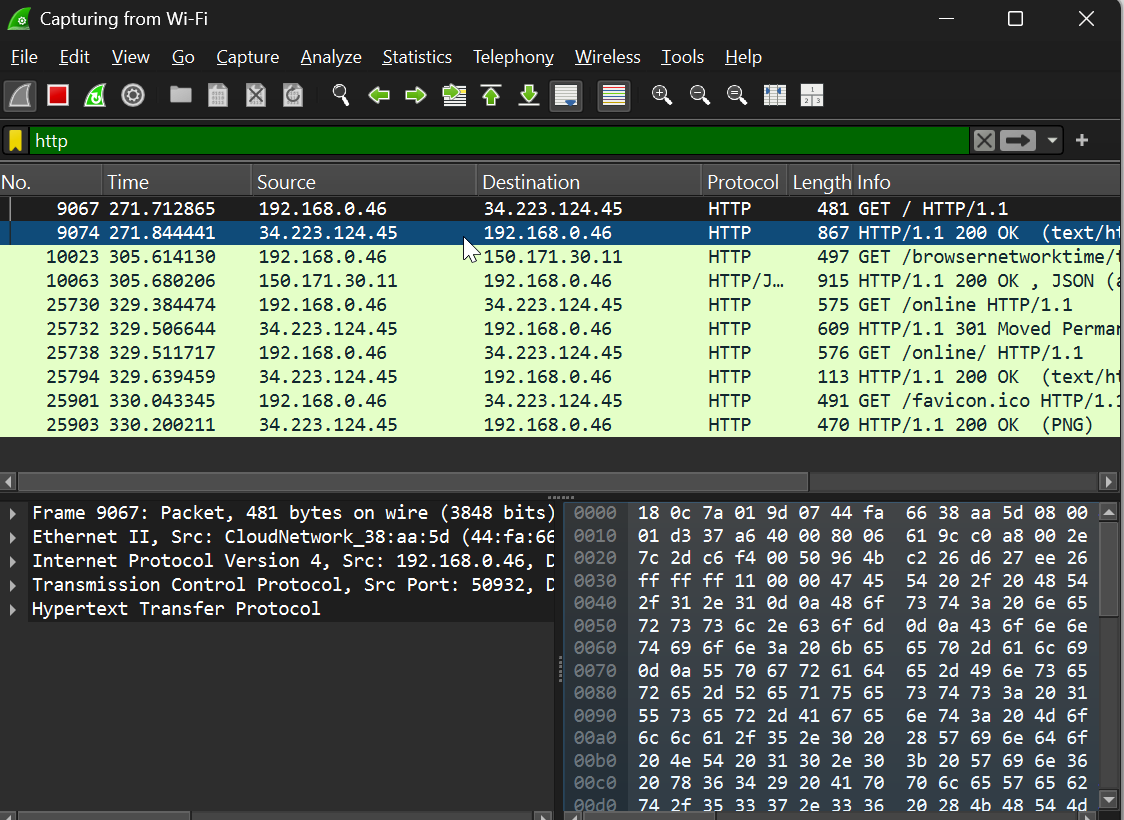 Capturing from Wi-Fi
File Edit View Go Capture Analyze Statistics Telephony Wireless Tools Help
http
No. Time Source Destination Protocol Length Info
9067 271.712865 192.168.0.46 34.223.124.45 HTTP 481 GET / HTTP/1.1
9074 271.844441 34.223.124.45 192.168.0.46 HTTP 867 HTTP/1.1 200 OK (text/ht
10023 305.614130 192.168.0.46 150.171.30.11 HTTP 497 GET /browsernetworktime/t
10063 305.680206 150.171.30.11 192.168.0.46 HTTP/J… 915 HTTP/1.1 200 OK , JSON (a
25730 329.384474 192.168.0.46 34.223.124.45 HTTP 575 GET /online HTTP/1.1
25732 329.506644 34.223.124.45 192.168.0.46 HTTP 609 HTTP/1.1 301 Moved Perman
25738 329.511717 192.168.0.46 34.223.124.45 HTTP 576 GET /online/ HTTP/1.1
25794 329.639459 34.223.124.45 192.168.0.46 HTTP 113 HTTP/1.1 200 OK (text/ht
25901 330.043345 192.168.0.46 34.223.124.45 HTTP 491 GET /favicon.ico HTTP/1.1
25903 330.200211 34.223.124.45 192.168.0.46 HTTP 470 HTTP/1.1 200 OK (PNG)
Frame 9067: Packet, 481 bytes on wire (3848 bits)
Ethernet II, Src: CloudNetwork_38:aa:5d (44:fa:66
Internet Protocol Version 4, Src: 192.168.0.46, D
Transmission Control Protocol, Src Port: 50932, D
Hypertext Transfer Protocol
0000 18 0c 7a 01 9d 07 44 fa 66 38 aa 5d 08 00
0010 01 d3 37 a6 40 00 80 06 61 9c c0 a8 00 2e
0020 7c 2d c6 f4 00 50 96 4b c2 26 d6 27 ee 26
0030 ff ff ff 11 00 00 47 45 54 20 2f 20 48 54
0040 2f 31 2e 31 0d 0a 48 6f 73 74 3a 20 6e 65
0050 72 73 73 6c 2e 63 6f 6d 0d 0a 43 6f 6e 6e
0060 74 69 6f 6e 3a 20 6b 65 65 70 2d 61 6c 69
0070 0d 0a 55 70 67 72 61 64 65 2d 49 6e 73 65
0080 72 65 2d 52 65 71 75 65 73 74 73 3a 20 31
0090 55 73 65 72 2d 41 67 65 6e 74 3a 20 4d 6f
00a0 6c 6c 61 2f 35 2e 30 20 28 57 69 6e 64 6f
00b0 20 4e 54 20 31 30 2e 30 3b 20 57 69 6e 36
00c0 20 78 36 34 29 20 41 70 70 6c 65 57 65 62
00d0 74 2f 35 33 37 2e 33 36 20 28 4b 48 54 4d